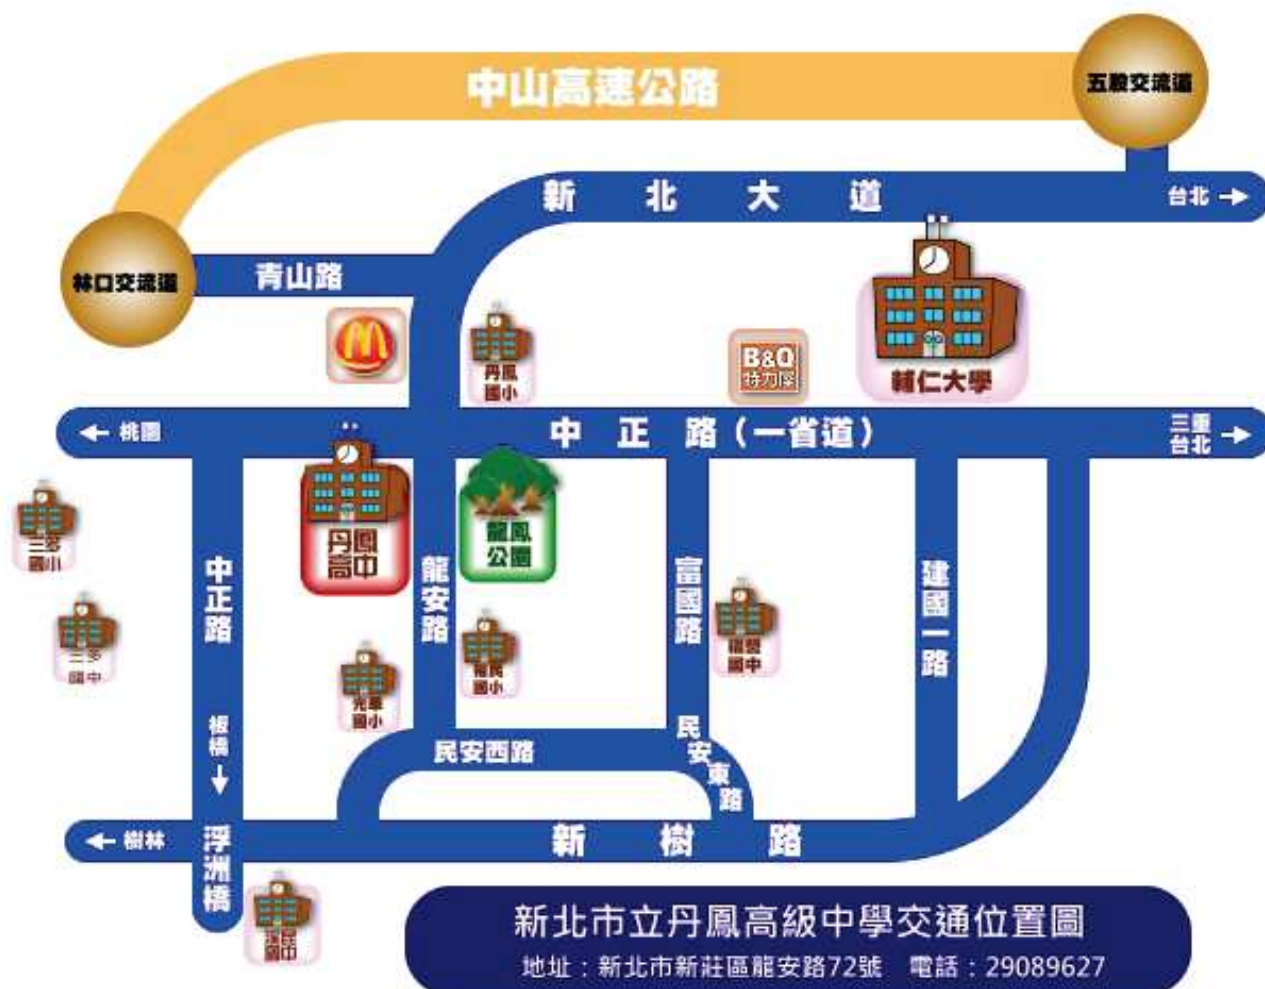 中山高速公路
五股交流道
新北大道
台北
林口交流道
青山路
丹鳳
國小
B&Q
特力屋
輔仁大學
桃園
中正路(一省道)
三重
台北
三多
國小
丹鳳
高中
龍鳳
公園
中正路
龍安路
富國路
建國一路
三多
國中
光華
國小
龍民
國小
福營
國中
板橋
民安西路
民安東路
樹林
浮洲橋
新樹路
溪崑
國中
新北市立丹鳳高級中學交通位置圖
地址：新北市新莊區龍安路72號 電話：29089627